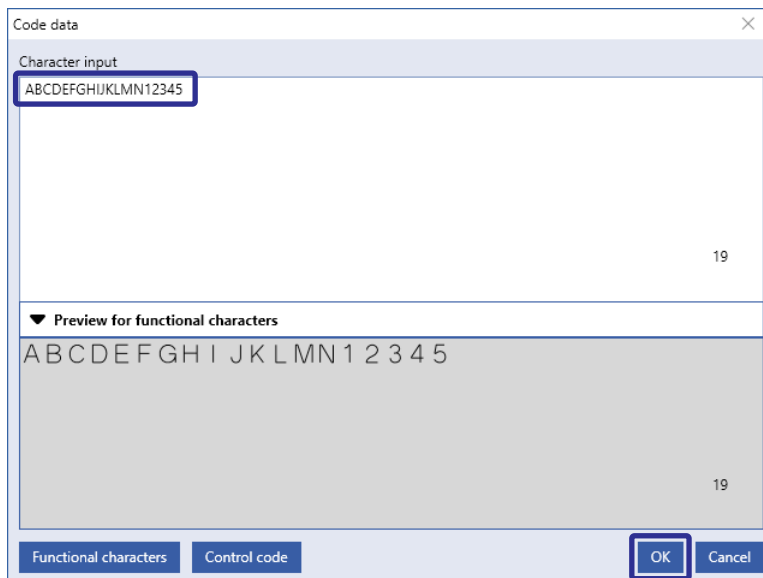 Code data
Character input
ABCDEFGHIJKLMN12345
19
Preview for functional characters
ABCDEFGHIJKLMN12345
19
Functional characters Control code OK Cancel